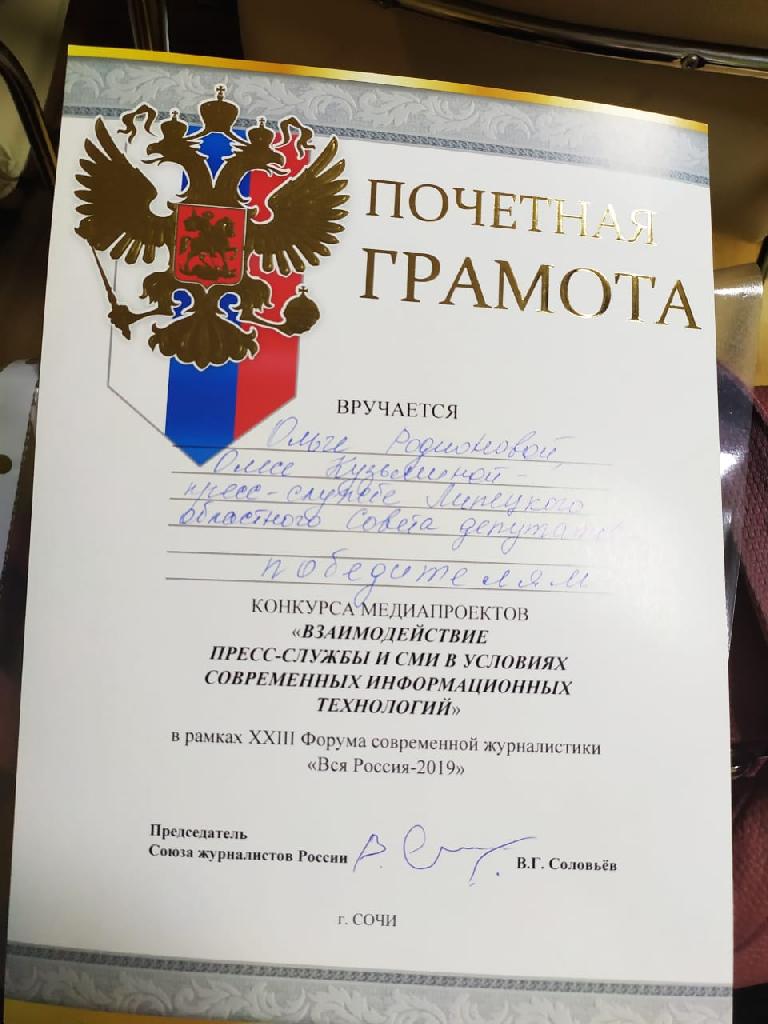 ПОЧЕТНАЯ
ГРАМОТА
ВРУЧАЕТСЯ
Ольге Родионовой,
Олесе Кузьминой -
пресс-службе Липецкого
областного Совета депутатов
победителям
КОНКУРСА МЕДИАПРОЕКТОВ
«ВЗАИМОДЕЙСТВИЕ
ПРЕСС-СЛУЖБЫ И СМИ В УСЛОВИЯХ
СОВРЕМЕННЫХ ИНФОРМАЦИОННЫХ
ТЕХНОЛОГИЙ»
в рамках XXIII Форума современной журналистики
«Вся Россия-2019»
Председатель
Союза журналистов России В.Г. Соловьёв
г. СОЧИ